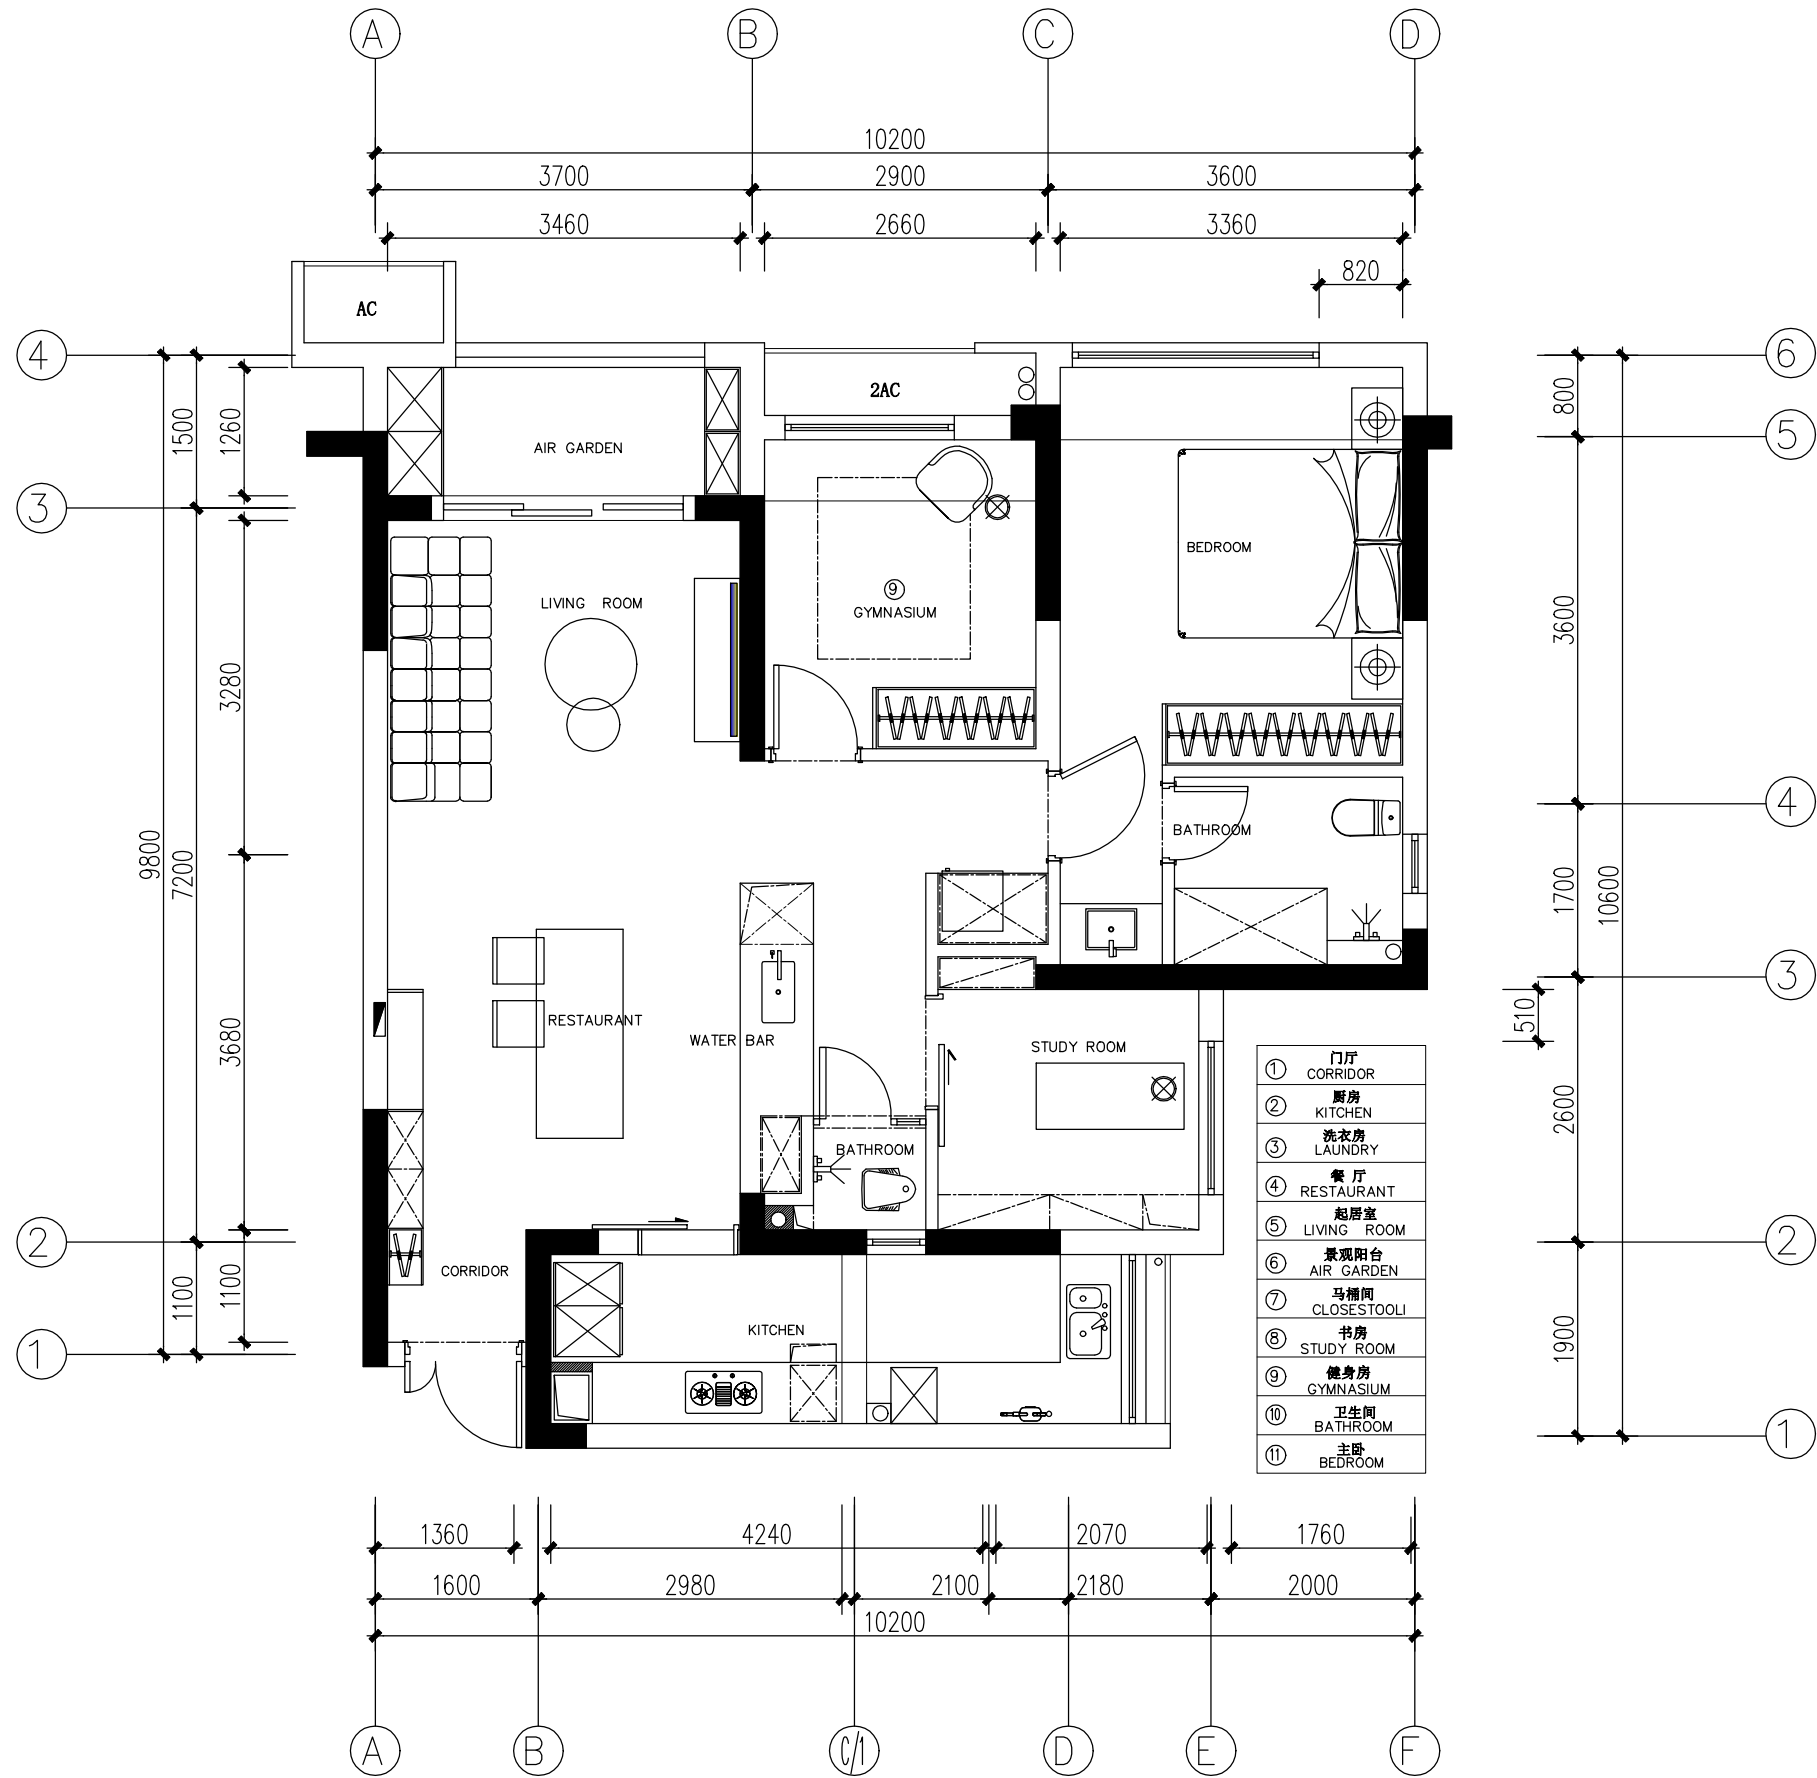 A
B
C
D
10200
3700
2900
3600
3460
2660
3360
820
AC
4
6
2AC
800
1500
1260
5
AIR GARDEN
3
BEDROOM
9
GYMNASIUM
LIVING ROOM
3600
3280
4
BATHROOM
9800
7200
1700
10600
3
510
RESTAURANT
WATER BAR
STUDY ROOM
3680
2600
BATHROOM
2
2
CORRIDOR
1100
1100
KITCHEN
1900
1
1
① 门厅
CORRIDOR
② 厨房
KITCHEN
③ 洗衣房
LAUNDRY
④ 餐 厅
RESTAURANT
⑤ 起居室
LIVING ROOM
⑥ 景观阳台
AIR GARDEN
⑦ 马桶间
CLOSESTOOLI
⑧ 书房
STUDY ROOM
⑨ 健身房
GYMNASIUM
⑩ 卫生间
BATHROOM
⑪ 主卧
BEDROOM
1360
4240
2070
1760
1600
2980
2100
2180
2000
10200
A
B
C/1
D
E
F